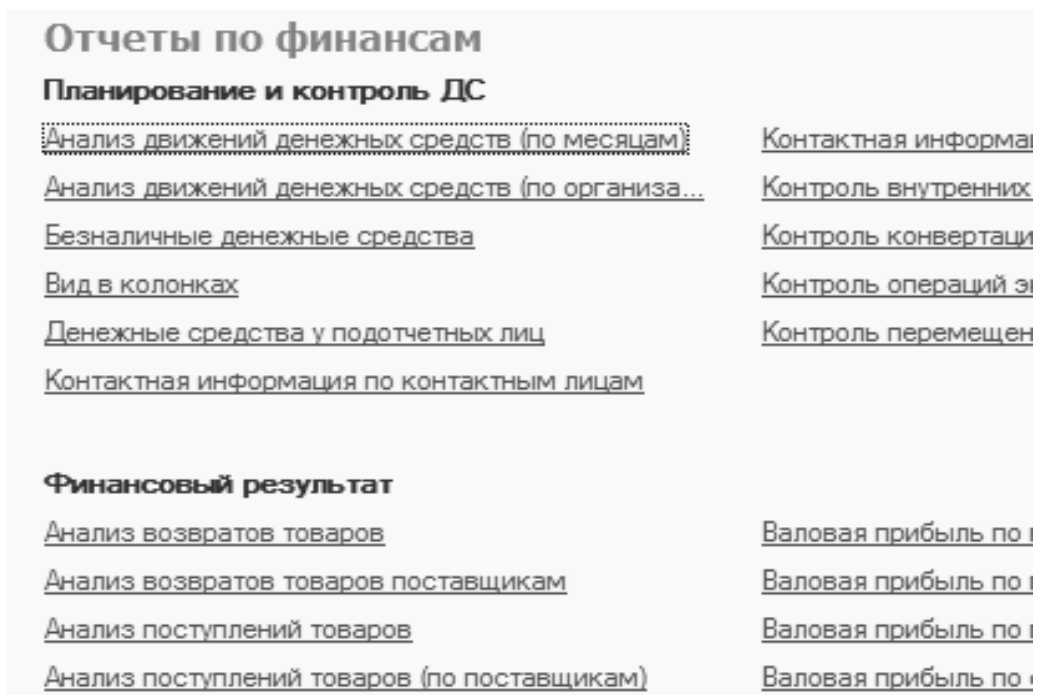 Отчеты по финансам
Планирование и контроль ДС
Анализ движений денежных средств (по месяцам)
Контактная
Анализ движений денежных средств (по организа...
Контроль внутренних
Безналичные денежные средства
Контроль
Вид в колонках
Контроль операций
Денежные средства у подотчетных лиц
Контроль
Контактная информация по контактным лицам
Финансовый результат
Анализ возвратов товаров
Валовая прибыль по
Анализ возвратов товаров поставщикам
Валовая прибыль по
Анализ поступлений товаров
Валовая прибыль по
Анализ поступлений товаров (по поставщикам)
Валовая прибыль по